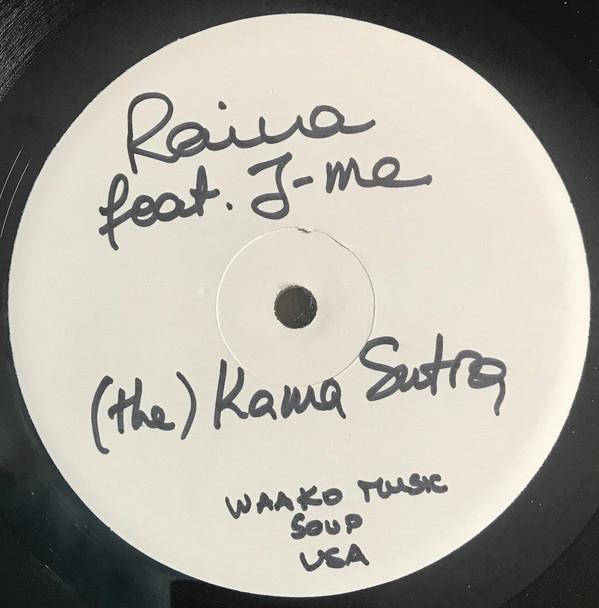 Raina
feat. J-me
(the) Kama Sutra
WAAKO MUSIC
SOUP
USA